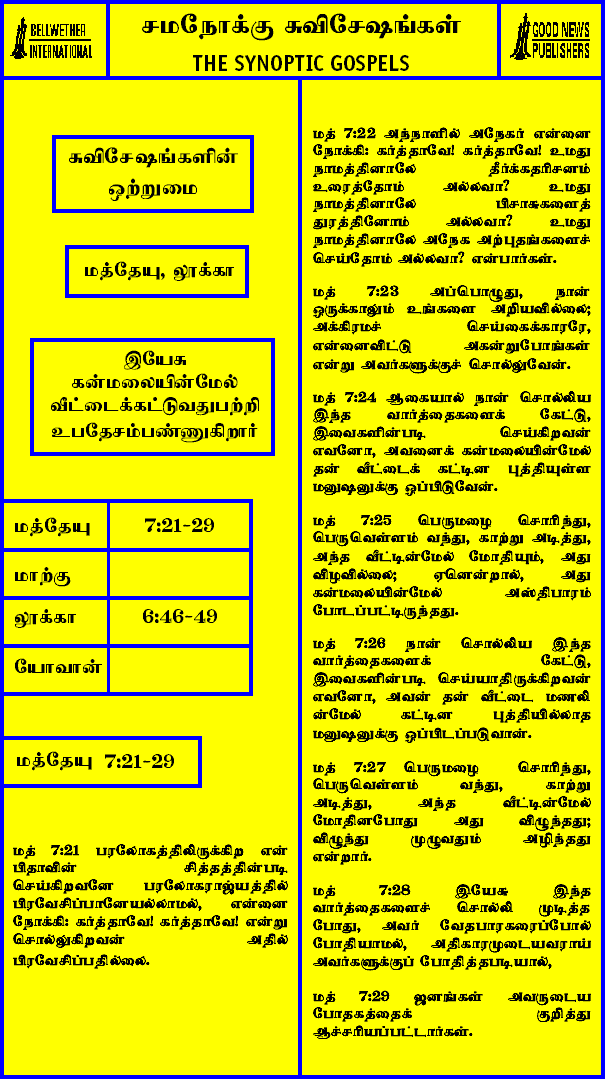 BELLWETHER
INTERNATIONAL
சமநோக்கு சுவிசேஷங்கள்
THE SYNOPTIC GOSPELS
GOOD NEWS
PUBLISHERS
சுவிசேஷங்களின்
ஒற்றுமை
மத்தேயு, லூக்கா
இயேசு
கன்மலையின்மேல்
வீட்டைக்கட்டுவதுபற்றி
உபதேசம்பண்ணுகிறார்
மத்தேயு 7:21-29
மாற்கு
லூக்கா 6:46-49
யோவான்
மத்தேயு 7:21-29
மத் 7:21 பரலோகத்திலிருக்கிற என்
பிதாவின் சித்தத்தின்படி
செய்கிறவனே பரலோகராஜ்யத்தில்
பிரவேசிப்பானேயல்லாமல், என்னை
நோக்கி: கர்த்தாவே! கர்த்தாவே! என்று
சொல்லுகிறவன் அதில்
பிரவேசிப்பதில்லை.
மத் 7:22 அந்நாளில் அநேகர் என்னை
நோக்கி: கர்த்தாவே! கர்த்தாவே! உமது
நாமத்தினாலே தீர்க்கதரிசனம்
உரைத்தோம் அல்லவா? உமது
நாமத்தினாலே பிசாசுகளைத்
துரத்தினோம் அல்லவா? உமது
நாமத்தினாலே அநேக அற்புதங்களைச்
செய்தோம் அல்லவா? என்பார்கள்.
மத் 7:23 அப்பொழுது, நான்
ஒருக்காலும் உங்களை அறியவில்லை;
அக்கிரமச் செய்கைக்காரரே,
என்னைவிட்டு அகன்றுபோங்கள்
என்று அவர்களுக்குச் சொல்லுவேன்.
மத் 7:24 ஆகையால் நான் சொல்லிய
இந்த வார்த்தைகளைக் கேட்டு,
இவைகளின்படி செய்கிறவன்
எவனோ, அவனைக் கன்மலையின்மேல்
தன் வீட்டைக் கட்டின புத்தியுள்ள
மனுஷனுக்கு ஒப்பிடுவேன்.
மத் 7:25 பெருமழை சொரிந்து,
பெருவெள்ளம் வந்து, காற்று அடித்து,
அந்த வீட்டின்மேல் மோதியும், அது
விழவில்லை; ஏனென்றால், அது
கன்மலையின்மேல் அஸ்திபாரம்
போடப்பட்டிருந்தது.
மத் 7:26 நான் சொல்லிய இந்த
வார்த்தைகளைக் கேட்டு,
இவைகளின்படி செய்யாதிருக்கிறவன்
எவனோ, அவன் தன் வீட்டை மணலி
ன்மேல் கட்டின புத்தியில்லாத
மனுஷனுக்கு ஒப்பிடப்படுவான்.
மத் 7:27 பெருமழை சொரிந்து,
பெருவெள்ளம் வந்து, காற்று
அடித்து, அந்த வீட்டின்மேல்
மோதினபோது அது விழுந்தது;
விழுந்து முழுவதும் அழிந்தது
என்றார்.
மத் 7:28 இயேசு இந்த
வார்த்தைகளைச் சொல்லி முடித்த
போது, அவர் வேதபாரகரைப்போல்
போதியாமல், அதிகாரமுடையவராய்
அவர்களுக்குப் போதித்தபடியால்,
மத் 7:29 ஜனங்கள் அவருடைய
போதகத்தைக் குறித்து
ஆச்சரியப்பட்டார்கள்.